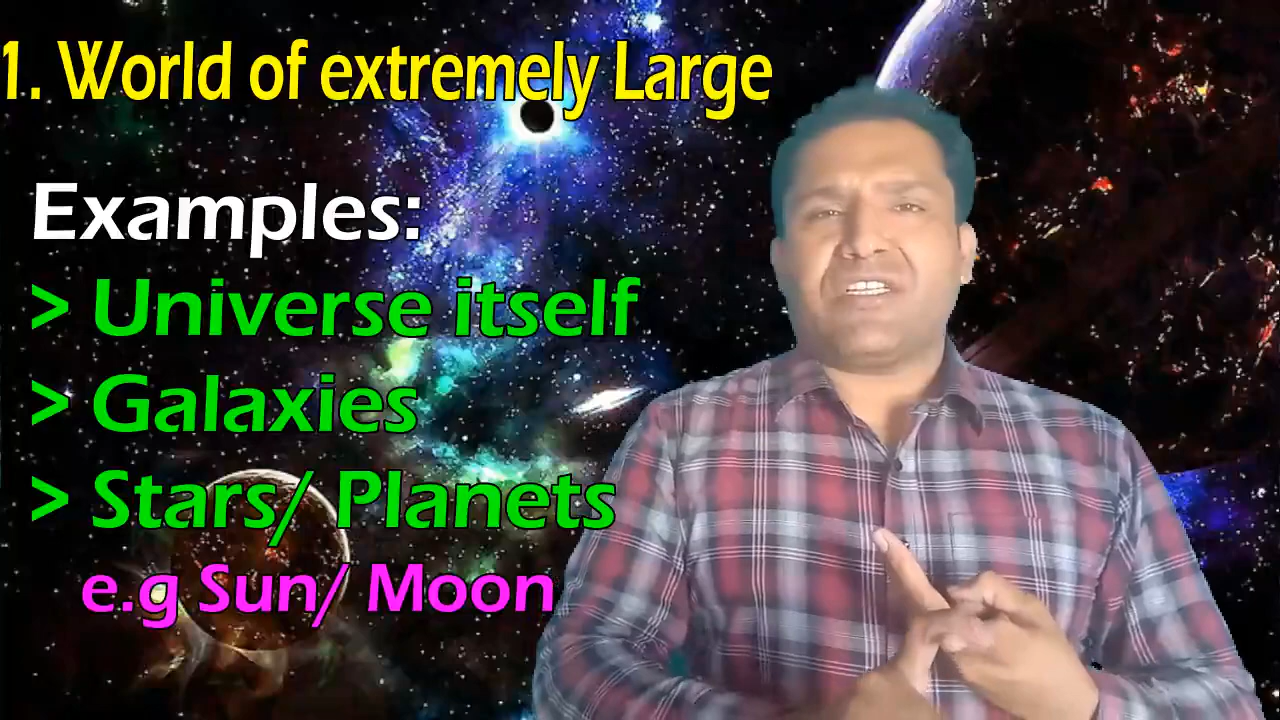 1. World of extremely Large
Examples:
> Universe itself
> Galaxies
> Stars/ Planets
e.g Sun/ Moon